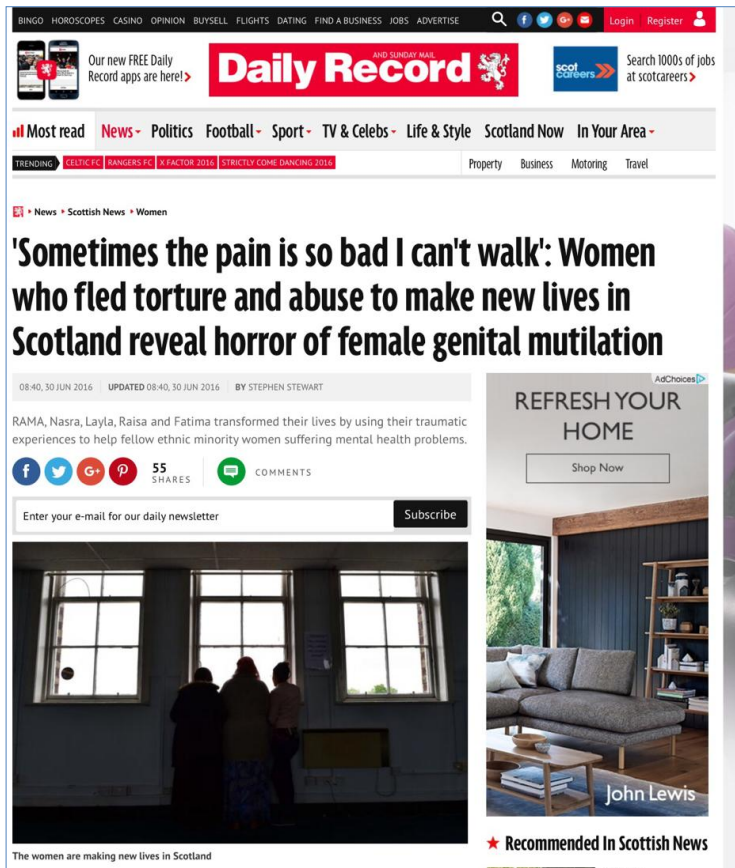 BINGO HOROSCOPES CASINO OPINION BUYSELL FLIGHTS DATING FIND A BUSINESS JOBS ADVERTISE
Login Register
Our new FREE Daily
Record apps are here!
AND SUNDAY MAIL
Daily Record
scot
careers
Search 1000s of jobs
at scotcareers
Most read News Politics Football Sport TV & Celebs Life & Style Scotland Now In Your Area
TRENDING CELTIC FC RANGERS FC X FACTOR 2016 STRICTLY COME DANCING 2016
Property Business Motoring Travel
News Scottish News Women
'Sometimes the pain is so bad I can't walk': Women
who fled torture and abuse to make new lives in
Scotland reveal horror of female genital mutilation
08:40, 30 JUN 2016 UPDATED 08:40, 30 JUN 2016 BY STEPHEN STEWART
RAMA, Nasra, Layla, Raisa and Fatima transformed their lives by using their traumatic
experiences to help fellow ethnic minority women suffering mental health problems.
55
SHARES
COMMENTS
Enter your e-mail for our daily newsletter
Subscribe
The women are making new lives in Scotland
AdChoices
REFRESH YOUR
HOME
Shop Now
John Lewis
Recommended In Scottish News